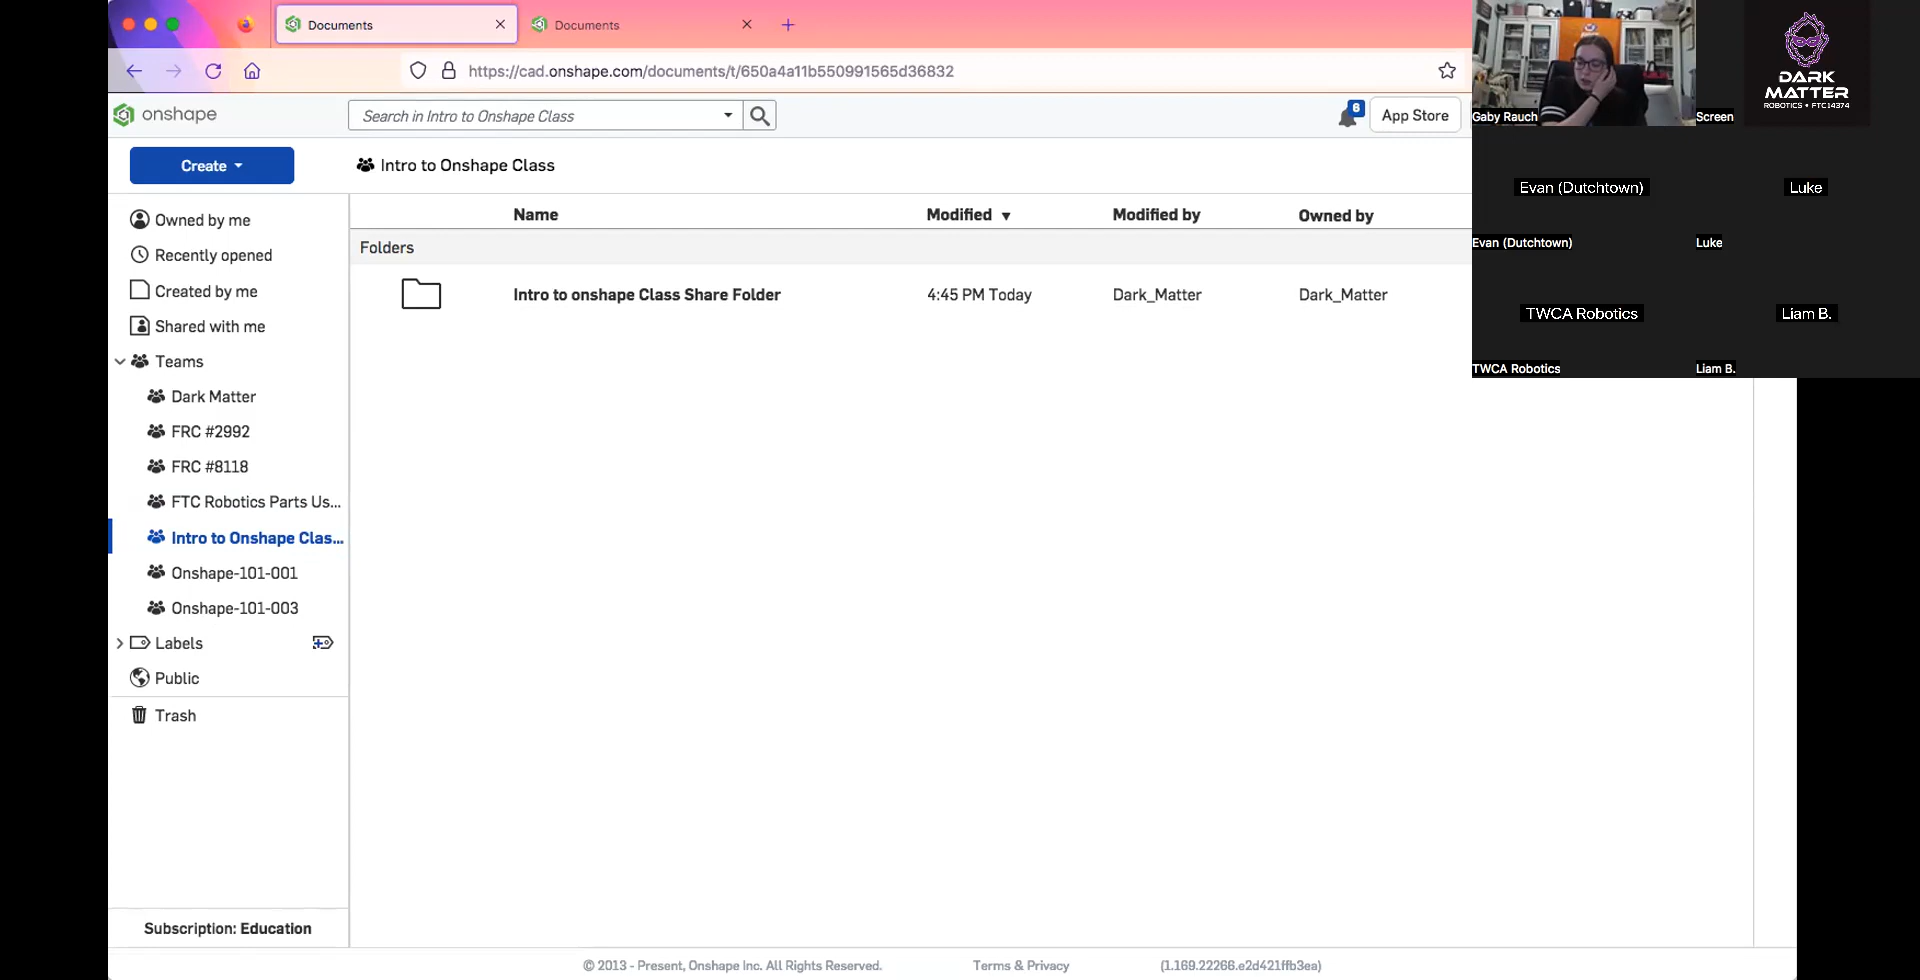 Documents
Documents
https://cad.onshape.com/documents/t/650a4a11b550991565d36832
onshape
Search in Intro to Onshape Class
6
App Store
Create
Intro to Onshape Class
Owned by me
Recently opened
Created by me
Shared with me
Teams
Dark Matter
FRC #2992
FRC #8118
FTC Robotics Parts Us...
Intro to Onshape Clas...
Onshape-101-001
Onshape-101-003
Labels
Public
Trash
Subscription: Education
Name Modified Modified by Owned by
Folders
Intro to onshape Class Share Folder 4:45 PM Today Dark_Matter Dark_Matter
© 2013 - Present, Onshape Inc. All Rights Reserved. Terms & Privacy (1.169.22266.e2d421ffb3ea)
Gaby Rauch
Screen
DARK
MATTER
ROBOTICS • FTC14374
Evan (Dutchtown)
Luke
Evan (Dutchtown)
Luke
TWCA Robotics
Liam B.
TWCA Robotics
Liam B.